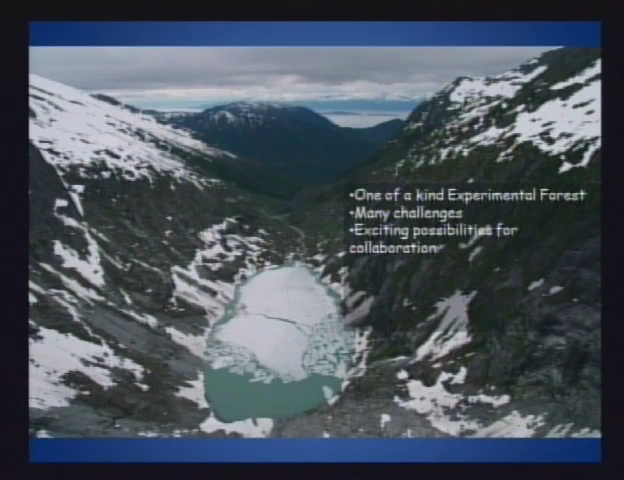 •One of a kind Experimental Forest
•Many challenges
•Exciting possibilities for
collaboration